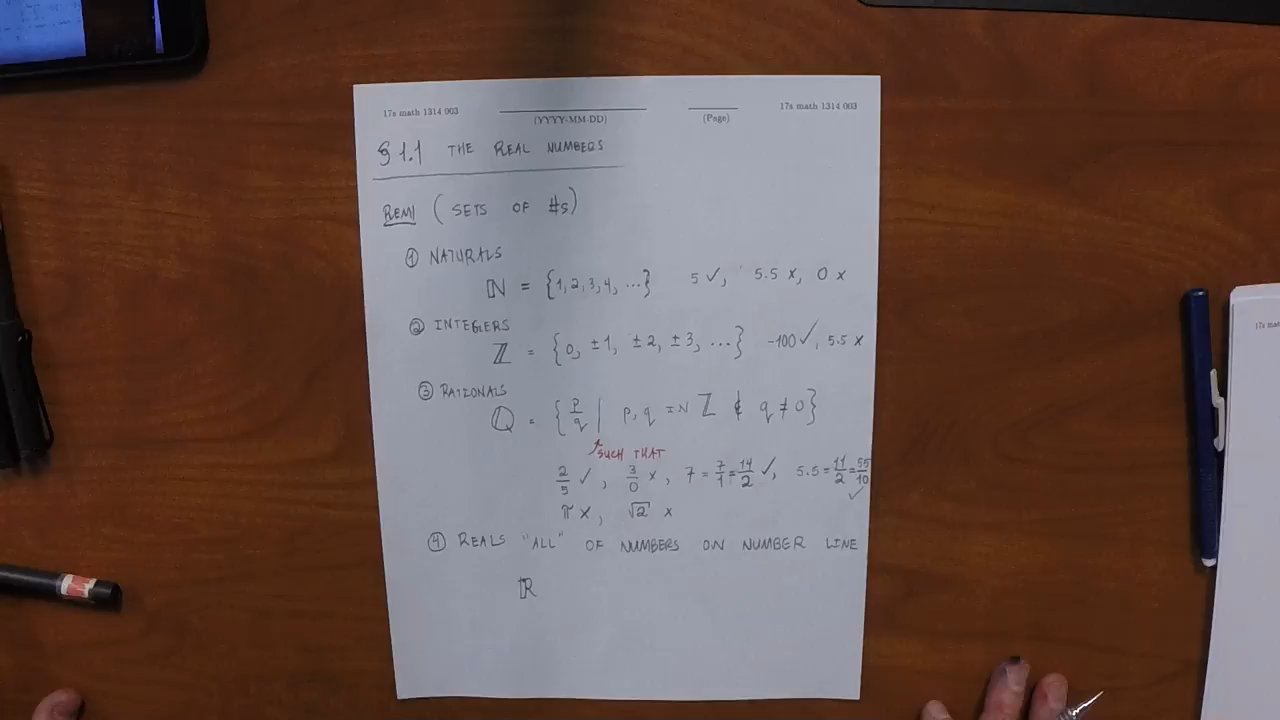 17s math 1314 003
(YYYY-MM-DD)
(Page)
17s math 1314 003
§ 1.1 THE REAL NUMBERS
REM (SETS OF #s)
① NATURALS
ℕ = {1, 2, 3, 4, ...} 5 ✓, 5.5 x, 0 x
② INTEGERS
ℤ = {0, ±1, ±2, ±3, ...} -100 ✓, 5.5 x
③ RATIONALS
ℚ = {p/q | p, q IN ℤ & q ≠ 0}
SUCH THAT
2/5 ✓, 3/0 x, 7 = 7/1 = 14/2 ✓, 5.5 = 11/2 = 55/10 ✓
π x, √2 x
④ REALS "ALL" OF NUMBERS ON NUMBER LINE
ℝ